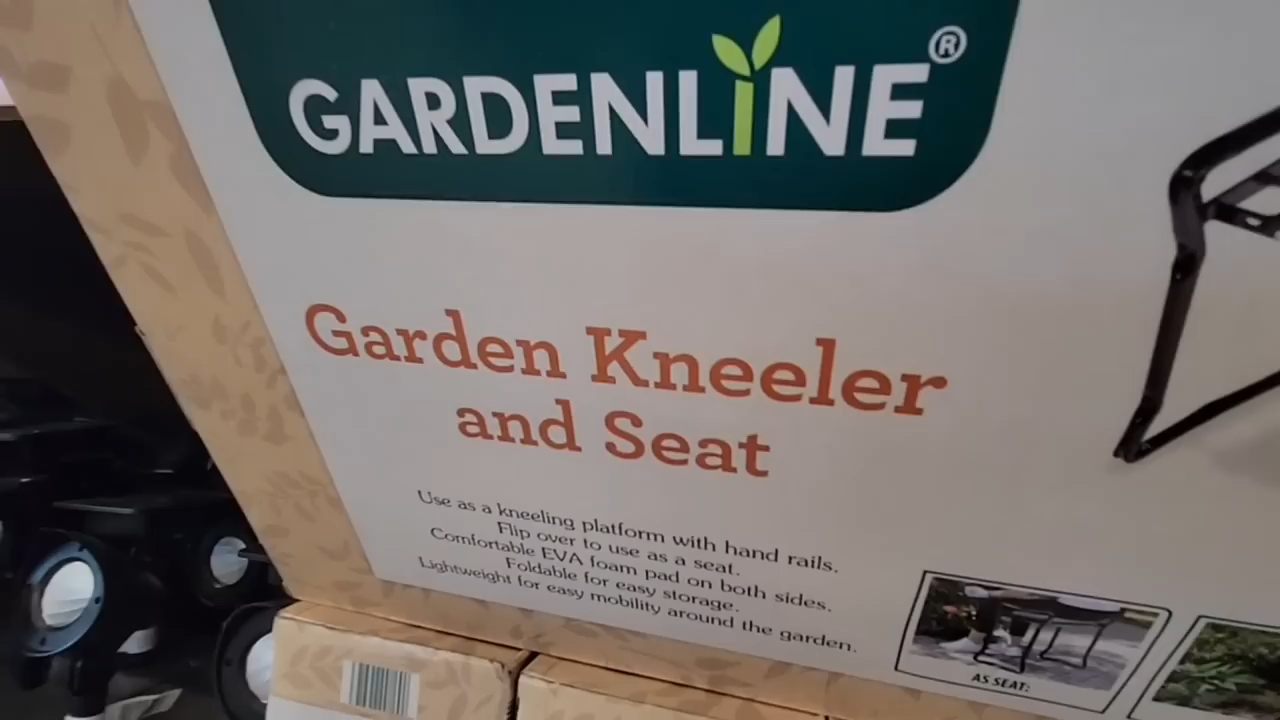 GARDENLINE®
Garden Kneeler
and Seat
Use as a kneeling platform with hand rails.
Flip over to use as a seat.
Comfortable EVA foam pad on both sides.
Foldable for easy storage.
Lightweight for easy mobility around the garden.
AS SEAT: